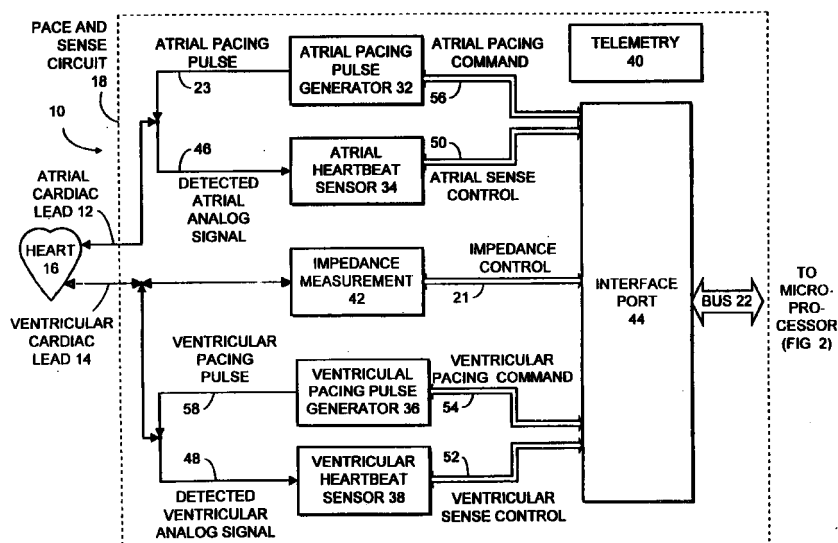 PACE AND
SENSE
CIRCUIT
18
10
ATRIAL PACING
PULSE
23
ATRIAL PACING
PULSE
GENERATOR 32
ATRIAL PACING
COMMAND
56
TELEMETRY
40
46
DETECTED
ATRIAL
ANALOG
SIGNAL
ATRIAL
HEARTBEAT
SENSOR 34
50
ATRIAL SENSE
CONTROL
ATRIAL
CARDIAC
LEAD 12
HEART
16
VENTRICULAR
CARDIAC
LEAD 14
IMPEDANCE
MEASUREMENT
42
IMPEDANCE
CONTROL
21
INTERFACE
PORT
44
BUS 22
TO
MICRO-
PRO-
CESSOR
(FIG 2)
VENTRICULAR
PACING
PULSE
58
VENTRICULAL
PACING PULSE
GENERATOR 36
VENTRICULAR
PACING COMMAND
54
48
DETECTED
VENTRICULAR
ANALOG SIGNAL
VENTRICULAR
HEARTBEAT
SENSOR 38
52
VENTRICULAR
SENSE CONTROL